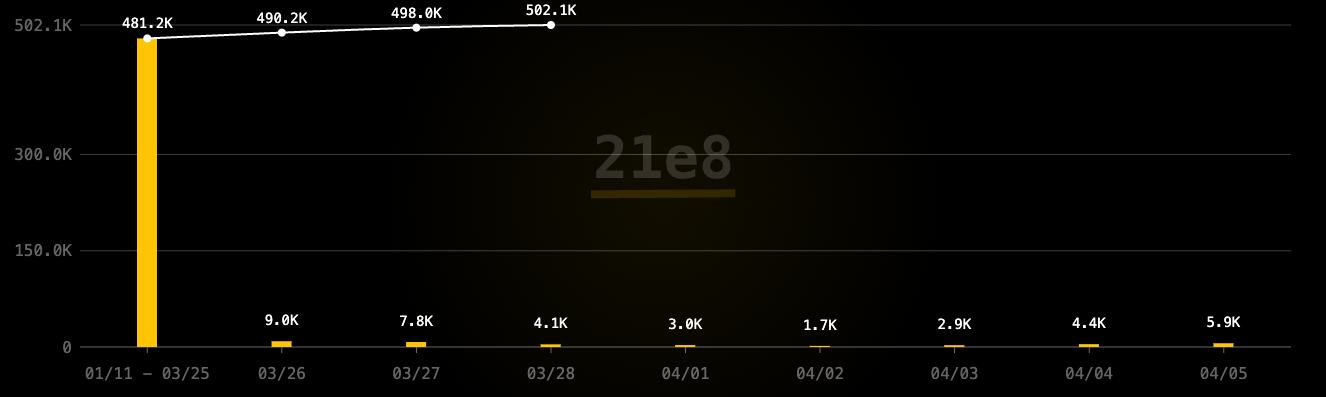 502.1K
481.2K 490.2K 498.0K 502.1K
21e8
300.0K
150.0K
9.0K 7.8K 4.1K 3.0K 1.7K 2.9K 4.4K 5.9K
0
01/11 – 03/25 03/26 03/27 03/28 04/01 04/02 04/03 04/04 04/05